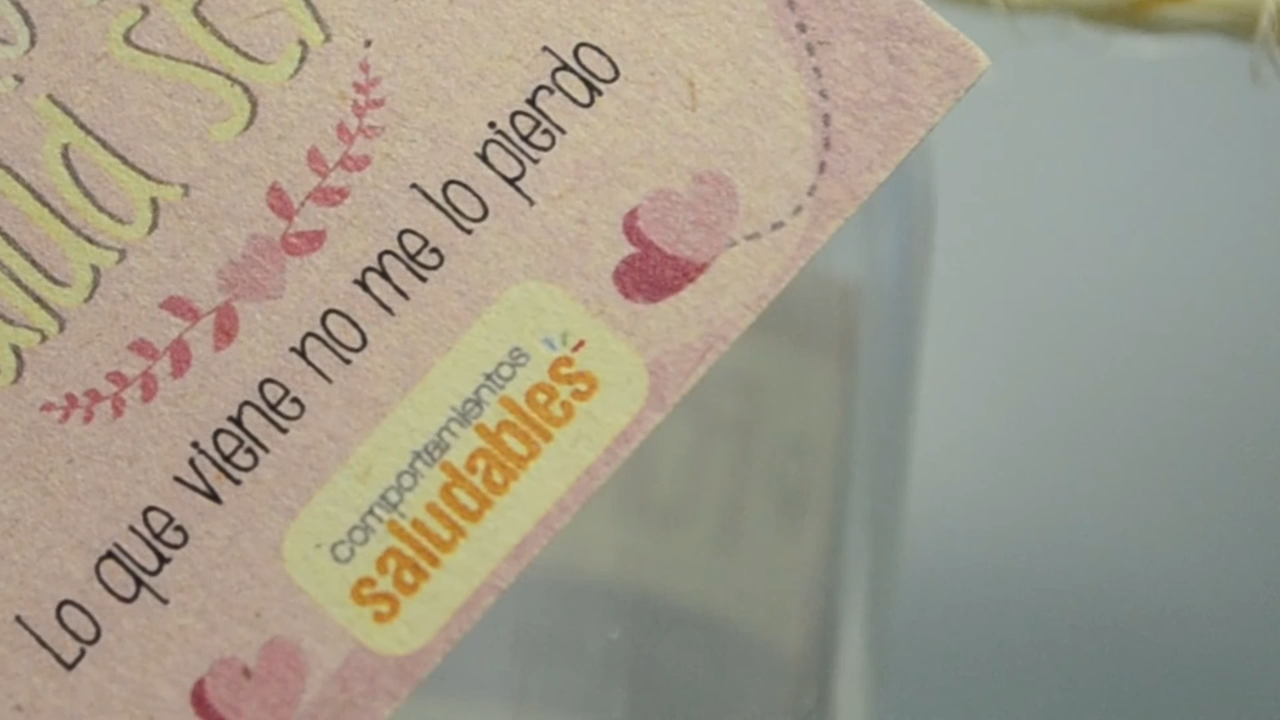 Lo que viene no me lo pierdo
comportamientos
saludables